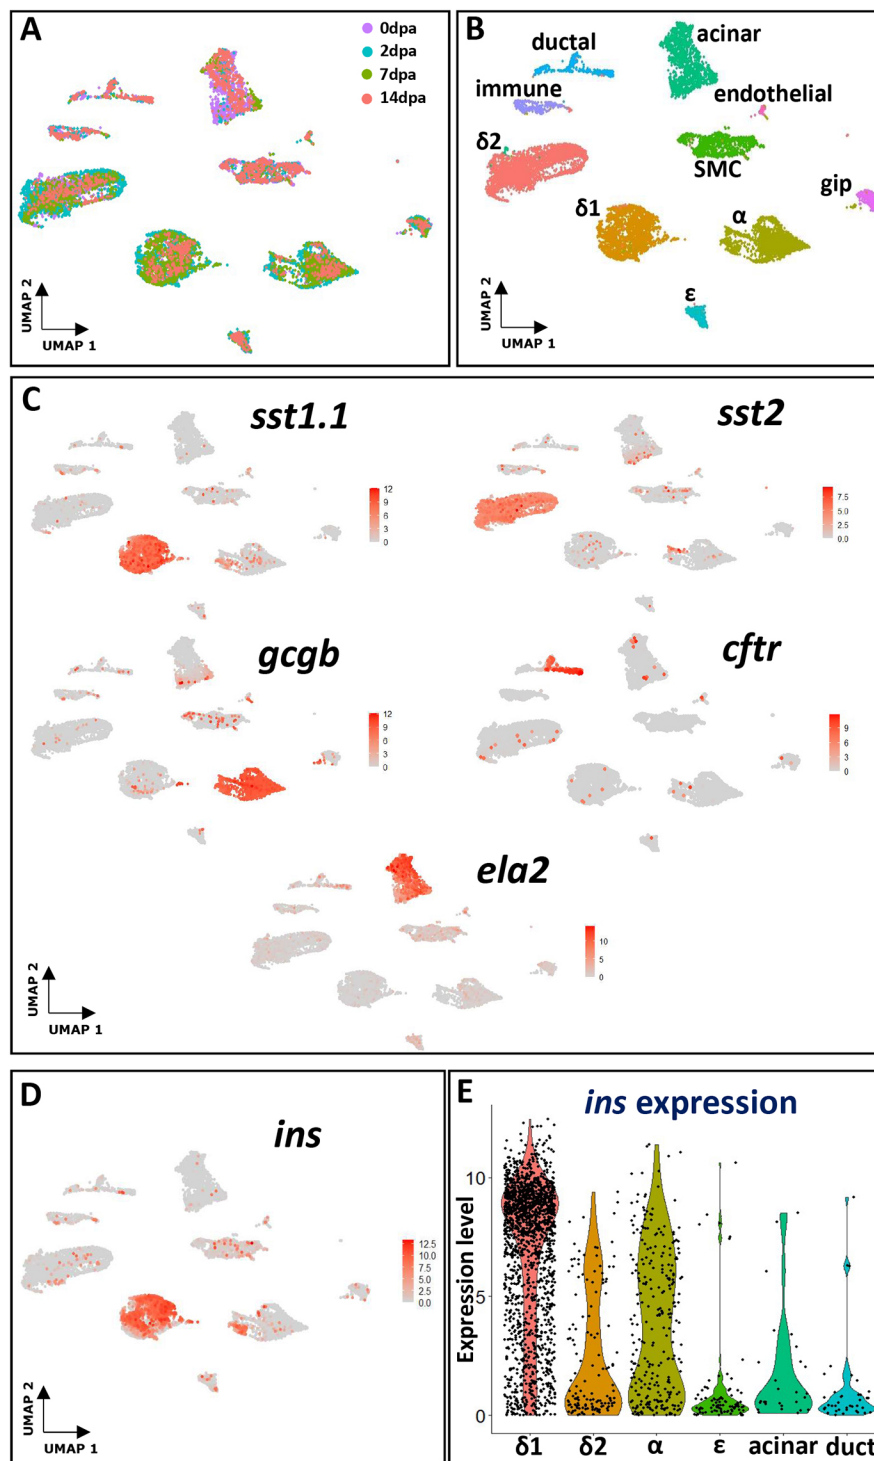 A
0dpa
2dpa
7dpa
14dpa
UMAP 2
UMAP 1
B
ductal
acinar
immune
endothelial
δ2
SMC
gip
δ1
α
ε
UMAP 2
UMAP 1
C
sst1.1
12
9
6
3
0
sst2
7.5
5.0
2.5
0.0
gcgb
12
9
6
3
0
cftr
9
6
3
0
ela2
10
5
0
UMAP 2
UMAP 1
D
ins
12.5
10.0
7.5
5.0
2.5
0.0
UMAP 2
UMAP 1
E
ins expression
Expression level
10
5
0
δ1 δ2 α ε acinar duct